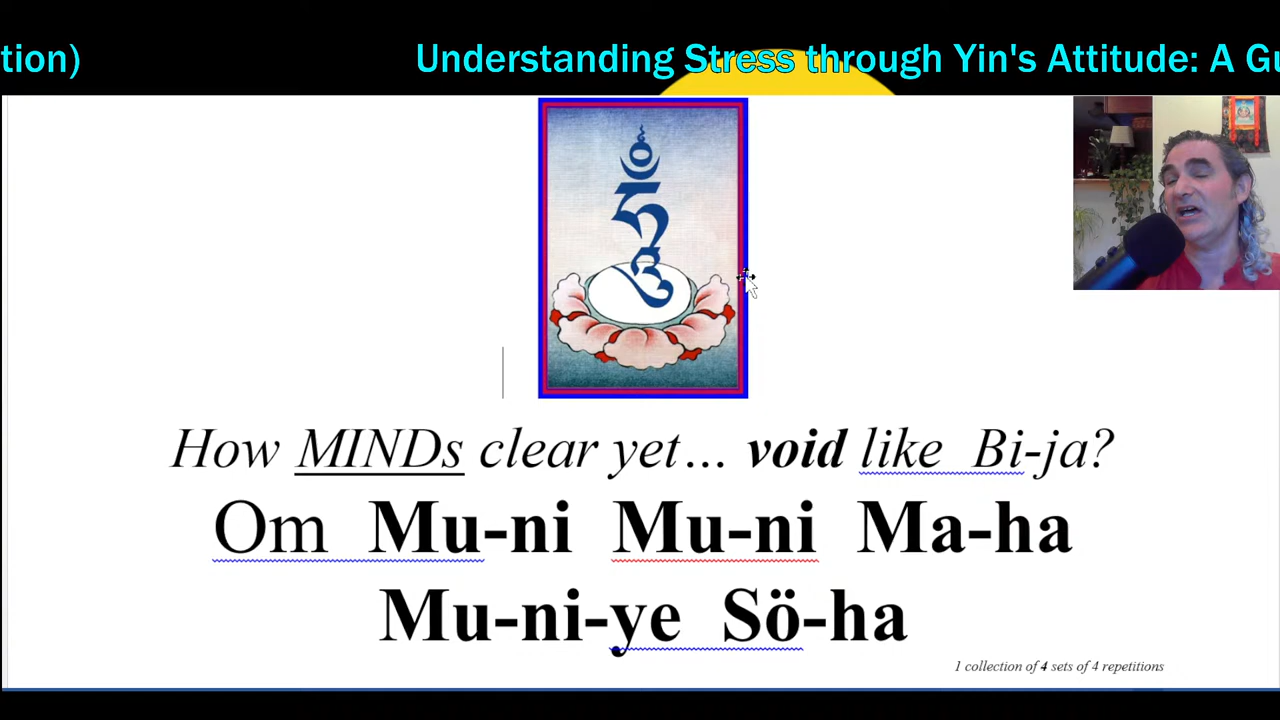 tion) Understanding Stress through Yin's Attitude: A Gu
ཧཱུྃ
How MINDs clear yet… void like Bi-ja?
Om Mu-ni Mu-ni Ma-ha
Mu-ni-ye Sö-ha
1 collection of 4 sets of 4 repetitions